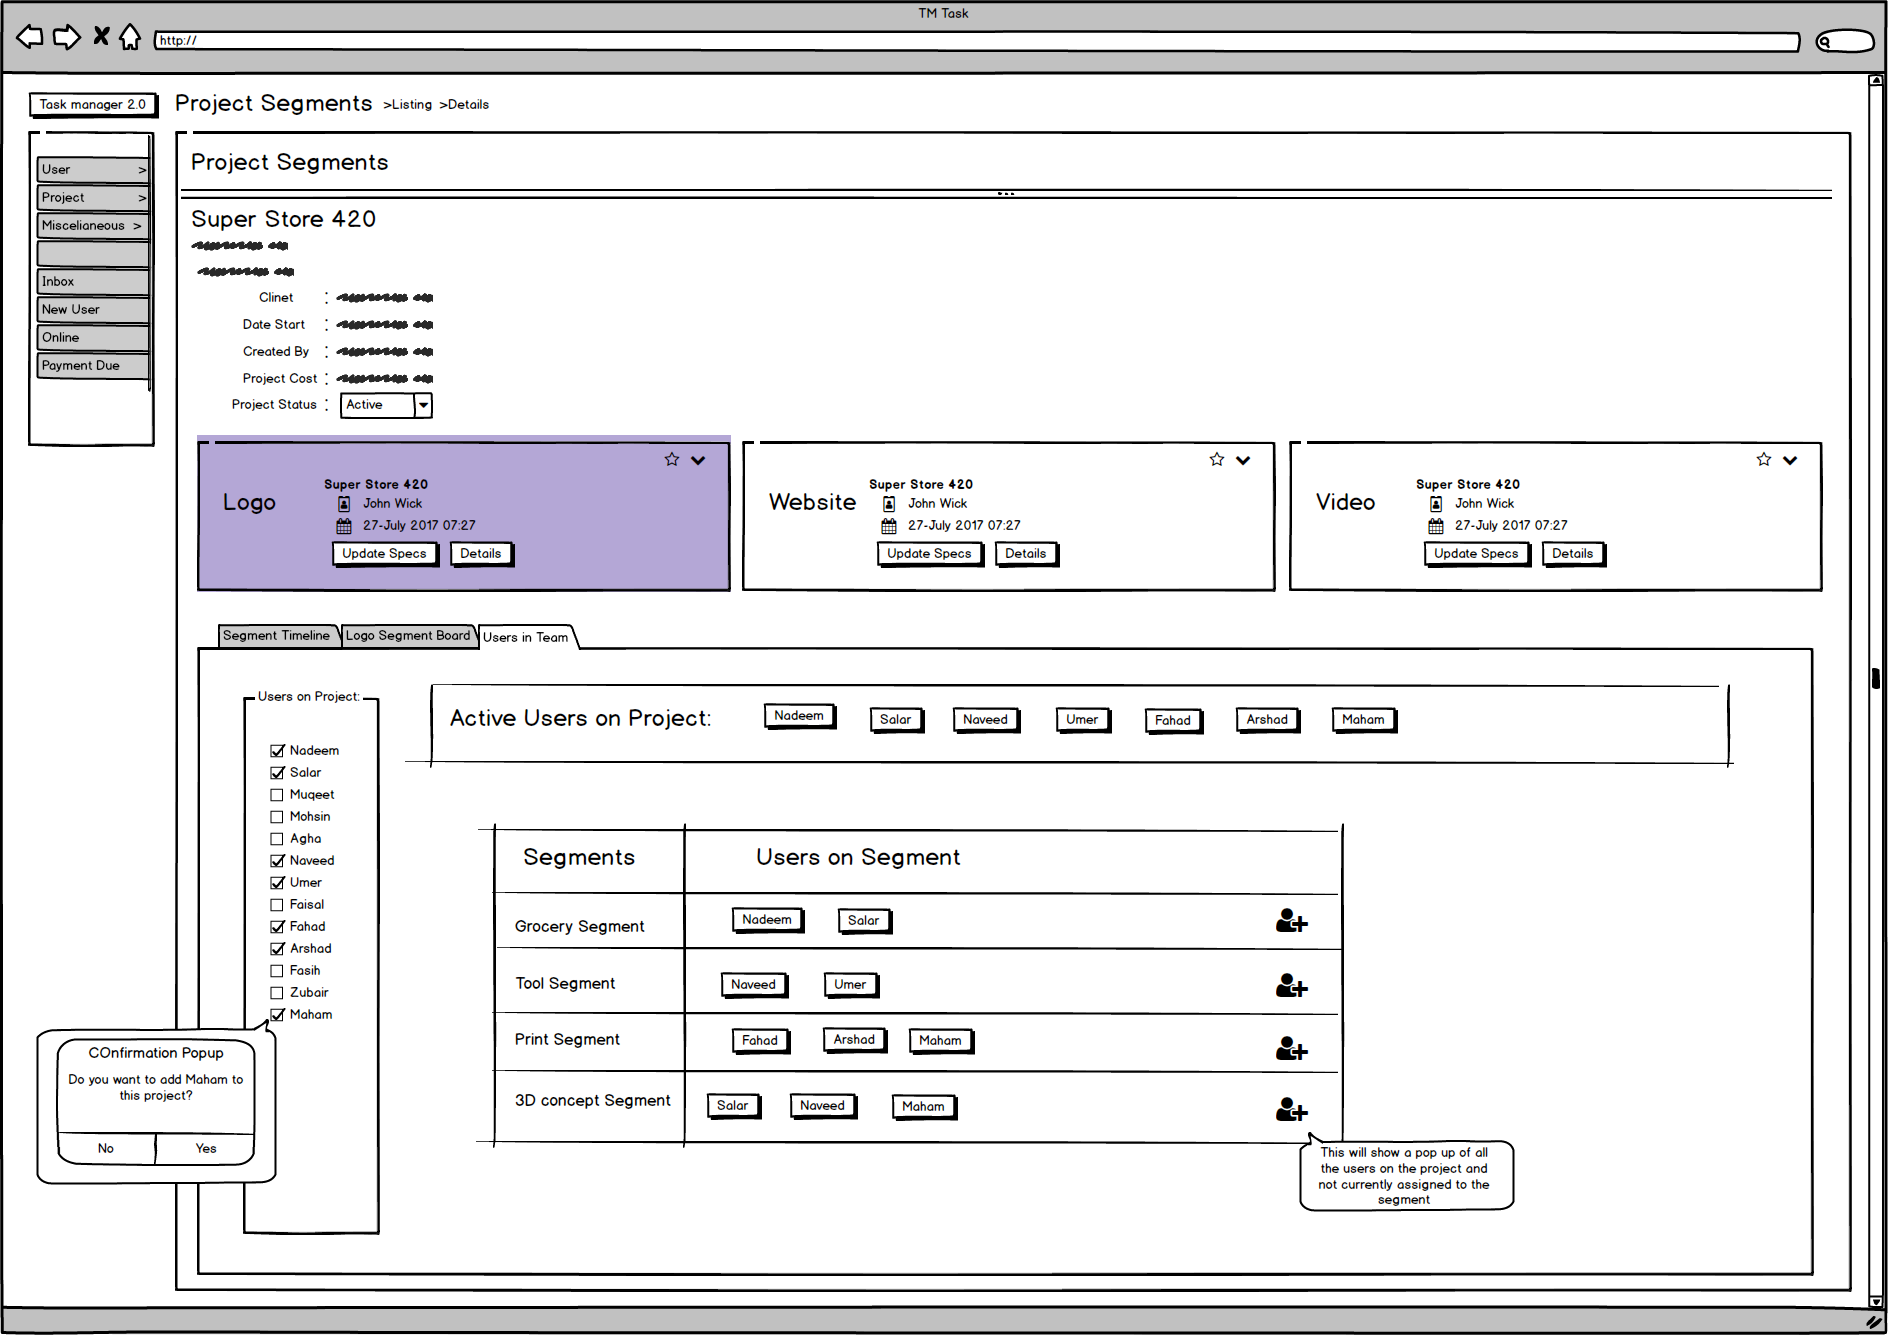 TM Task
http://
Task manager 2.0
Project Segments >Listing >Details
User >
Project >
Miscelianeous >
Inbox
New User
Online
Payment Due
Project Segments
Super Store 420
Clinet :
Date Start :
Created By :
Project Cost :
Project Status : Active
Logo
Super Store 420
John Wick
27-July 2017 07:27
Update Specs Details
Website
Super Store 420
John Wick
27-July 2017 07:27
Update Specs Details
Video
Super Store 420
John Wick
27-July 2017 07:27
Update Specs Details
Segment Timeline Logo Segment Board Users in Team
Users on Project:
Nadeem
Salar
Muqeet
Mohsin
Agha
Naveed
Umer
Faisal
Fahad
Arshad
Fasih
Zubair
Maham
COnfirmation Popup
Do you want to add Maham to
this project?
No Yes
Active Users on Project: Nadeem Salar Naveed Umer Fahad Arshad Maham
Segments Users on Segment
Grocery Segment Nadeem Salar
Tool Segment Naveed Umer
Print Segment Fahad Arshad Maham
3D concept Segment Salar Naveed Maham
This will show a pop up of all
the users on the project and
not currently assigned to the
segment